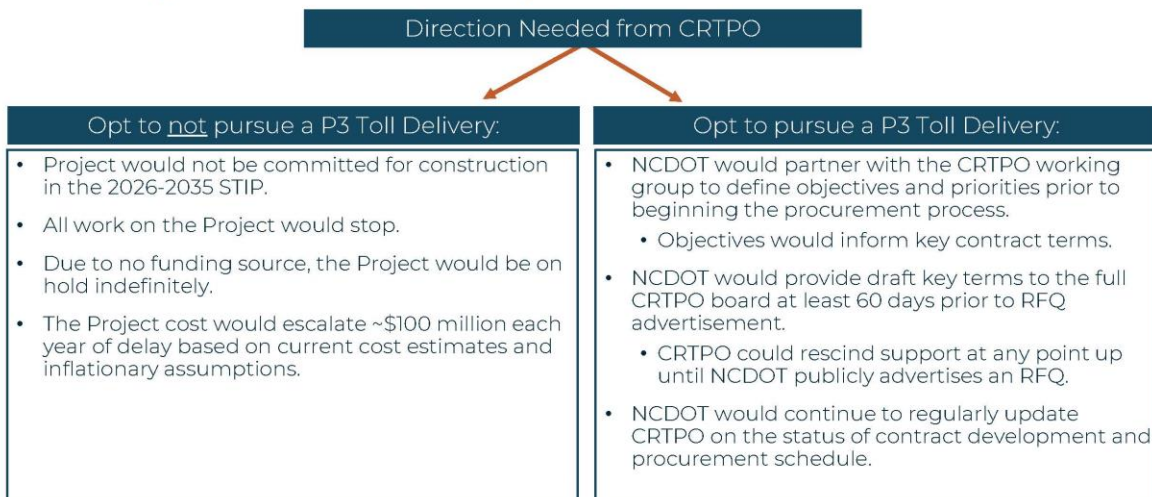 Direction Needed from CRTPO
Opt to not pursue a P3 Toll Delivery:
• Project would not be committed for construction
in the 2026-2035 STIP.
• All work on the Project would stop.
• Due to no funding source, the Project would be on
hold indefinitely.
• The Project cost would escalate ~$100 million each
year of delay based on current cost estimates and
inflationary assumptions.
Opt to pursue a P3 Toll Delivery:
• NCDOT would partner with the CRTPO working
group to define objectives and priorities prior to
beginning the procurement process.
• Objectives would inform key contract terms.
• NCDOT would provide draft key terms to the full
CRTPO board at least 60 days prior to RFQ
advertisement.
• CRTPO could rescind support at any point up
until NCDOT publicly advertises an RFQ.
• NCDOT would continue to regularly update
CRTPO on the status of contract development and
procurement schedule.